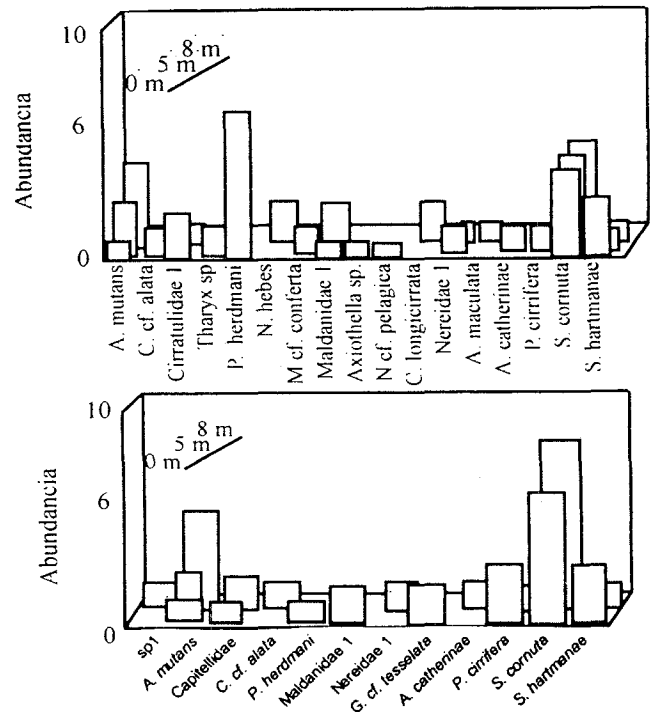 10
8 m
5 m
0 m
6
Abundancia
0
A. mutans
C. cf. alata
Cirratulidae 1
Tharyx sp
P. herdmani
N. hebes
M cf. conferta
Maldanidae 1
Axiothella sp.
N cf. pelagica
C. longicirrata
Nereidae 1
A. maculata
A. catherinae
P. cirrifera
S. cornuta
S. hartmanae
10
8 m
5 m
0 m
6
Abundancia
0
sp1
A. mutans
Capitellidae
C. cf. alata
P. herdmani
Maldanidae 1
Nereidae 1
G. cf. tesselata
A. catherinae
P. cirrifera
S. cornuta
S. hartmanae